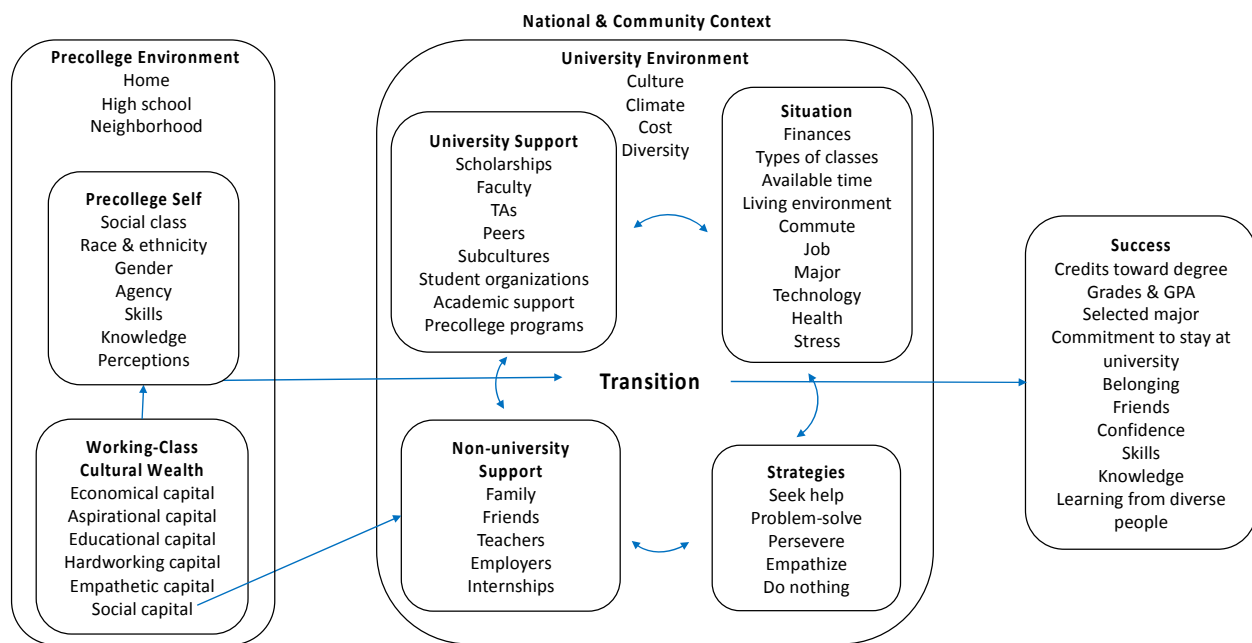 National & Community Context
Precollege Environment
Home
High school
Neighborhood
Precollege Self
Social class
Race & ethnicity
Gender
Agency
Skills
Knowledge
Perceptions
Working-Class
Cultural Wealth
Economical capital
Aspirational capital
Educational capital
Hardworking capital
Empathetic capital
Social capital
University Environment
Culture
Climate
Cost
Diversity
University Support
Scholarships
Faculty
TAs
Peers
Subcultures
Student organizations
Academic support
Precollege programs
Situation
Finances
Types of classes
Available time
Living environment
Commute
Job
Major
Technology
Health
Stress
Transition
Non-university
Support
Family
Friends
Teachers
Employers
Internships
Strategies
Seek help
Problem-solve
Persevere
Empathize
Do nothing
Success
Credits toward degree
Grades & GPA
Selected major
Commitment to stay at
university
Belonging
Friends
Confidence
Skills
Knowledge
Learning from diverse
people